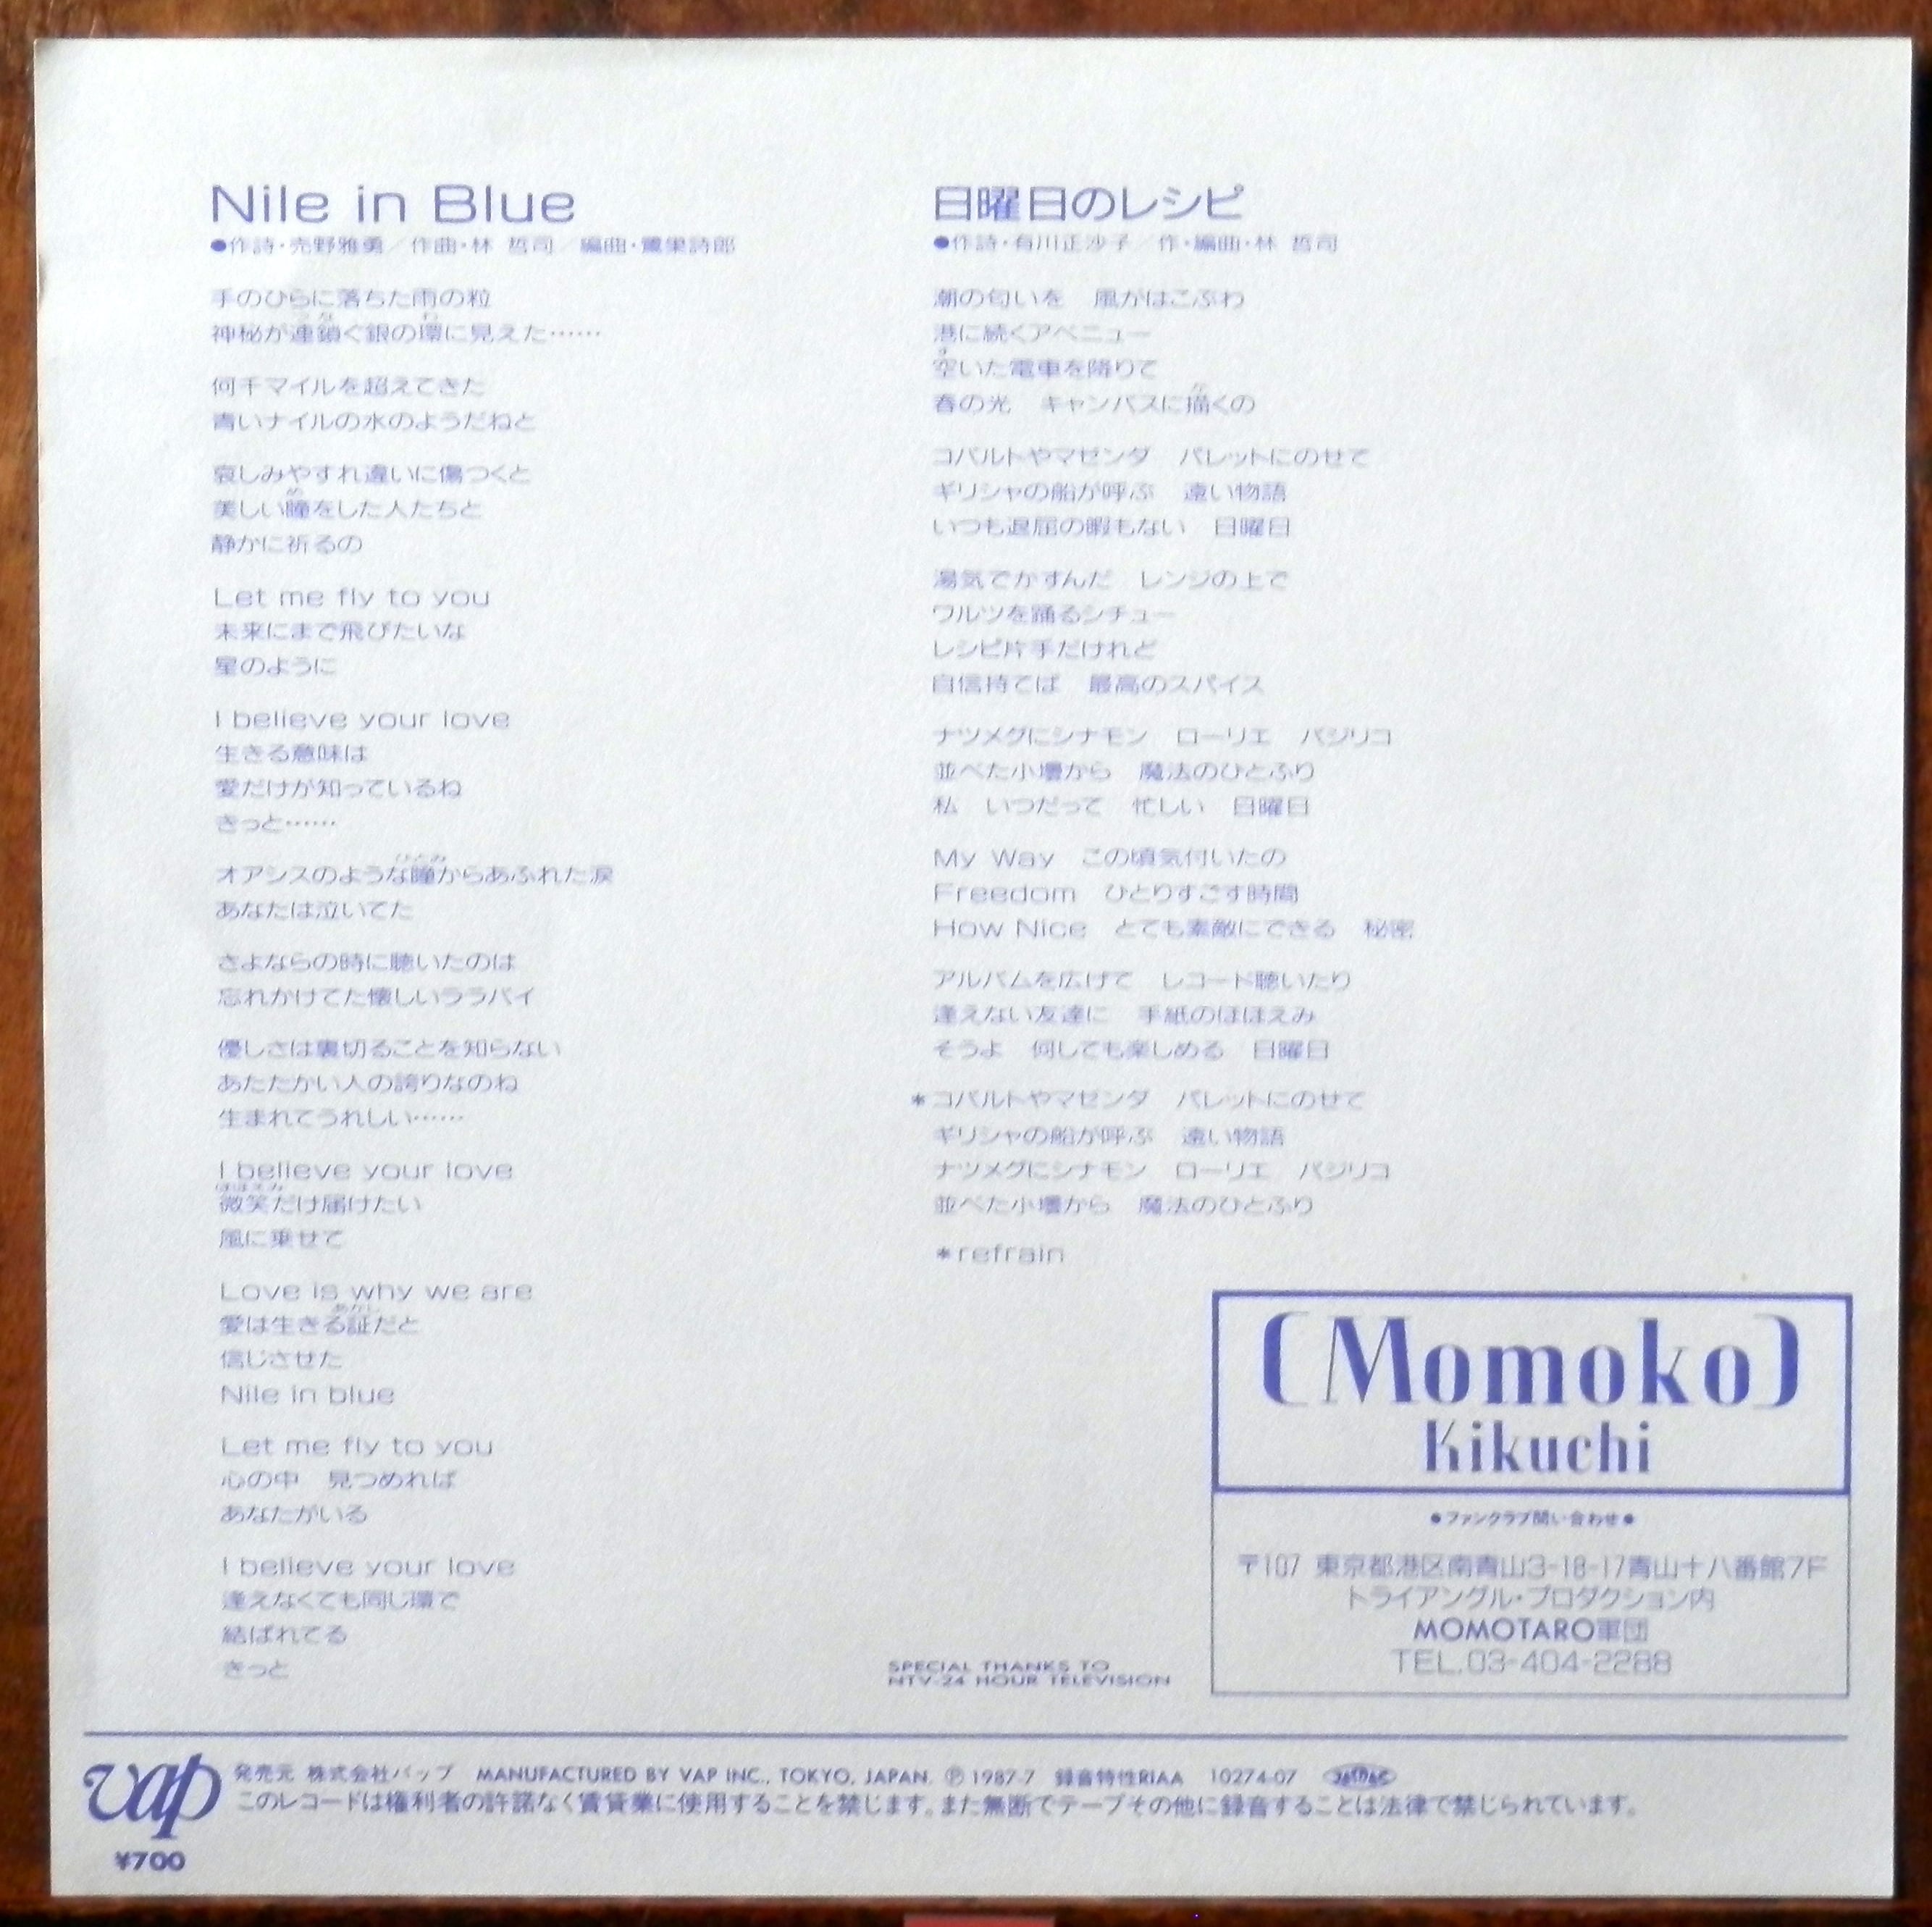 Nile in Blue
●作詩・売野雅勇／作曲・林 哲司／編曲・鷺巣詩郎
手のひらに落ちた雨の粒
神秘が連鎖ぐ銀の環に見えた……
何千マイルを超えてきた
青いナイルの水のようだねと
哀しみやすれ違いに傷つくと
美しい瞳をした人たちと
静かに祈るの
Let me fly to you
未来にまで飛びたいな
星のように
I believe your love
生きる意味は
愛だけが知っているね
きっと……
オアシスのような瞳からあふれた涙
あなたは泣いてた
さよならの時に聴いたのは
忘れかけてた懐しいララバイ
優しさは裏切ることを知らない
あたたかい人の誇りなのね
生まれてうれしい……
I believe your love
微笑だけ届けたい
風に乗せて
Love is why we are
愛は生きる証だと
信じさせた
Nile in blue
Let me fly to you
心の中　見つめれば
あなたがいる
I believe your love
逢えなくても同じ環で
結ばれてる
きっと
日曜日のレシピ
●作詩・有川正沙子／作・編曲・林 哲司
潮の匂いを　風がはこぶわ
港に続くアベニュー
空いた電車を降りて
春の光　キャンバスに描くの
コバルトやマゼンダ　パレットにのせて
ギリシャの船が呼ぶ　遠い物語
いつも退屈の暇もない　日曜日
湯気でかすんだ　レンジの上で
ワルツを踊るシチュー
レシピ片手だけれど
自信持てば　最高のスパイス
ナツメグにシナモン　ローリエ　バジリコ
並べた小壜から　魔法のひとふり
私　いつだって　忙しい　日曜日
My Way　この頃気付いたの
Freedom　ひとりすごす時間
How Nice　とても素敵にできる　秘密
アルバムを広げて　レコード聴いたり
逢えない友達に　手紙のほほえみ
そうよ　何しても楽しめる　日曜日
*コバルトやマゼンダ　パレットにのせて
ギリシャの船が呼ぶ　遠い物語
ナツメグにシナモン　ローリエ　バジリコ
並べた小壜から　魔法のひとふり
*refrain
(Momoko)
Kikuchi
●ファンクラブ問い合わせ●
〒107 東京都港区南青山3-18-17青山十八番館7F
トライアングル・プロダクション内
MOMOTARO軍団
TEL.03-404-2288
SPECIAL THANKS TO
NTV-24 HOUR TELEVISION
vap
発売元 株式会社バップ　MANUFACTURED BY VAP INC., TOKYO, JAPAN. Ⓟ1987-7　録音特性RIAA　10274-07　JASRAC
このレコードは権利者の許諾なく賃貸業に使用することを禁じます。また無断でテープその他に録音することは法律で禁じられています。
¥700